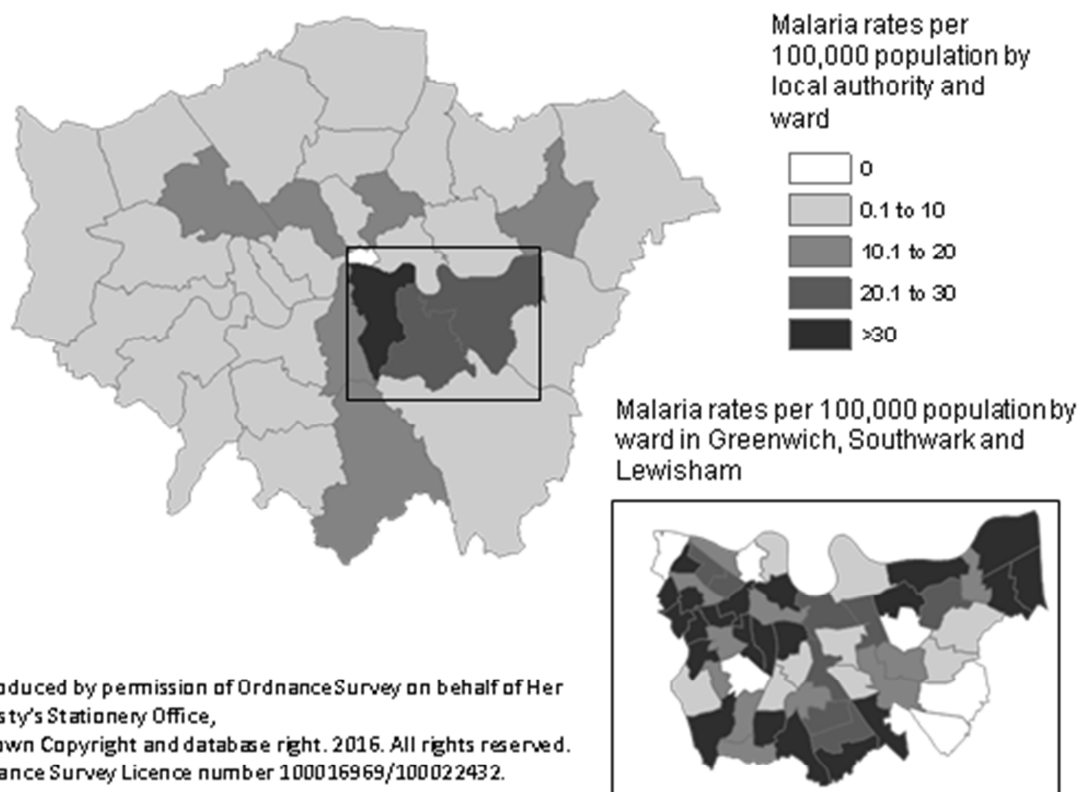 Malaria rates per
100,000 population by
local authority and
ward
0
0.1 to 10
10.1 to 20
20.1 to 30
>30
Malaria rates per 100,000 population by
ward in Greenwich, Southwark and
Lewisham
oduced by permission of Ordnance Survey on behalf of Her
sty's Stationery Office,
own Copyright and database right. 2016. All rights reserved.
ance Survey Licence number 100016969/100022432.